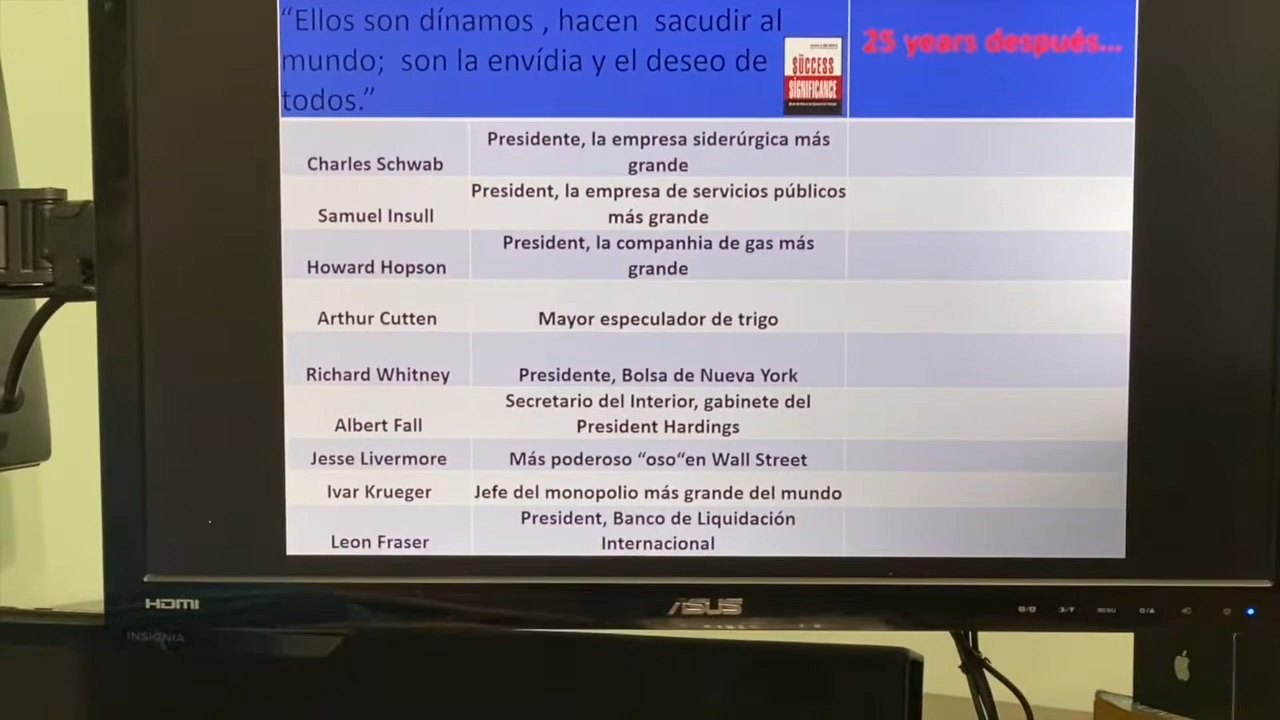 “Ellos son dínamos , hacen sacudir al
mundo; son la envídia y el deseo de
todos.”
SUCCESS
SIGNIFICANCE
25 years después...
Charles Schwab
Presidente, la empresa siderúrgica más
grande
Samuel Insull
President, la empresa de servicios públicos
más grande
Howard Hopson
President, la companhia de gas más
grande
Arthur Cutten
Mayor especulador de trigo
Richard Whitney
Presidente, Bolsa de Nueva York
Albert Fall
Secretario del Interior, gabinete del
President Hardings
Jesse Livermore
Más poderoso “oso“en Wall Street
Ivar Krueger
Jefe del monopolio más grande del mundo
Leon Fraser
President, Banco de Liquidación
Internacional
HDMI
ASUS
MENU
INSIGNIA